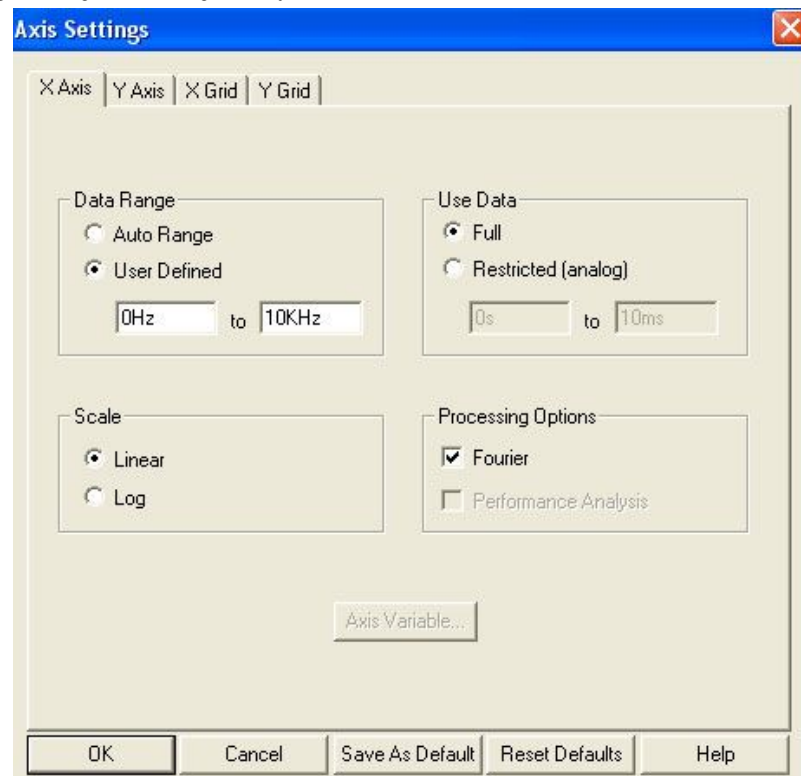 Axis Settings
X Axis Y Axis X Grid Y Grid
Data Range
Auto Range
User Defined
0Hz to 10KHz
Use Data
Full
Restricted (analog)
0s to 10ms
Scale
Linear
Log
Processing Options
Fourier
Performance Analysis
Axis Variable...
OK Cancel Save As Default Reset Defaults Help